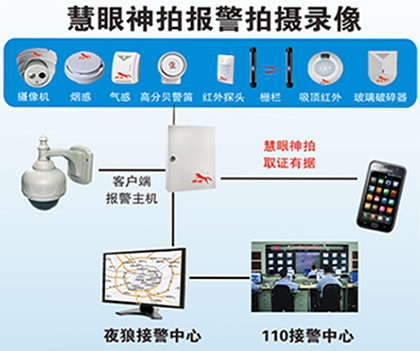 慧眼神拍报警拍摄录像
摄像机 烟感 气感 高分贝警笛 红外探头 栅栏 吸顶红外 玻璃破碎器
慧眼神拍
取证有据
客户端
报警主机
夜狼接警中心 110接警中心